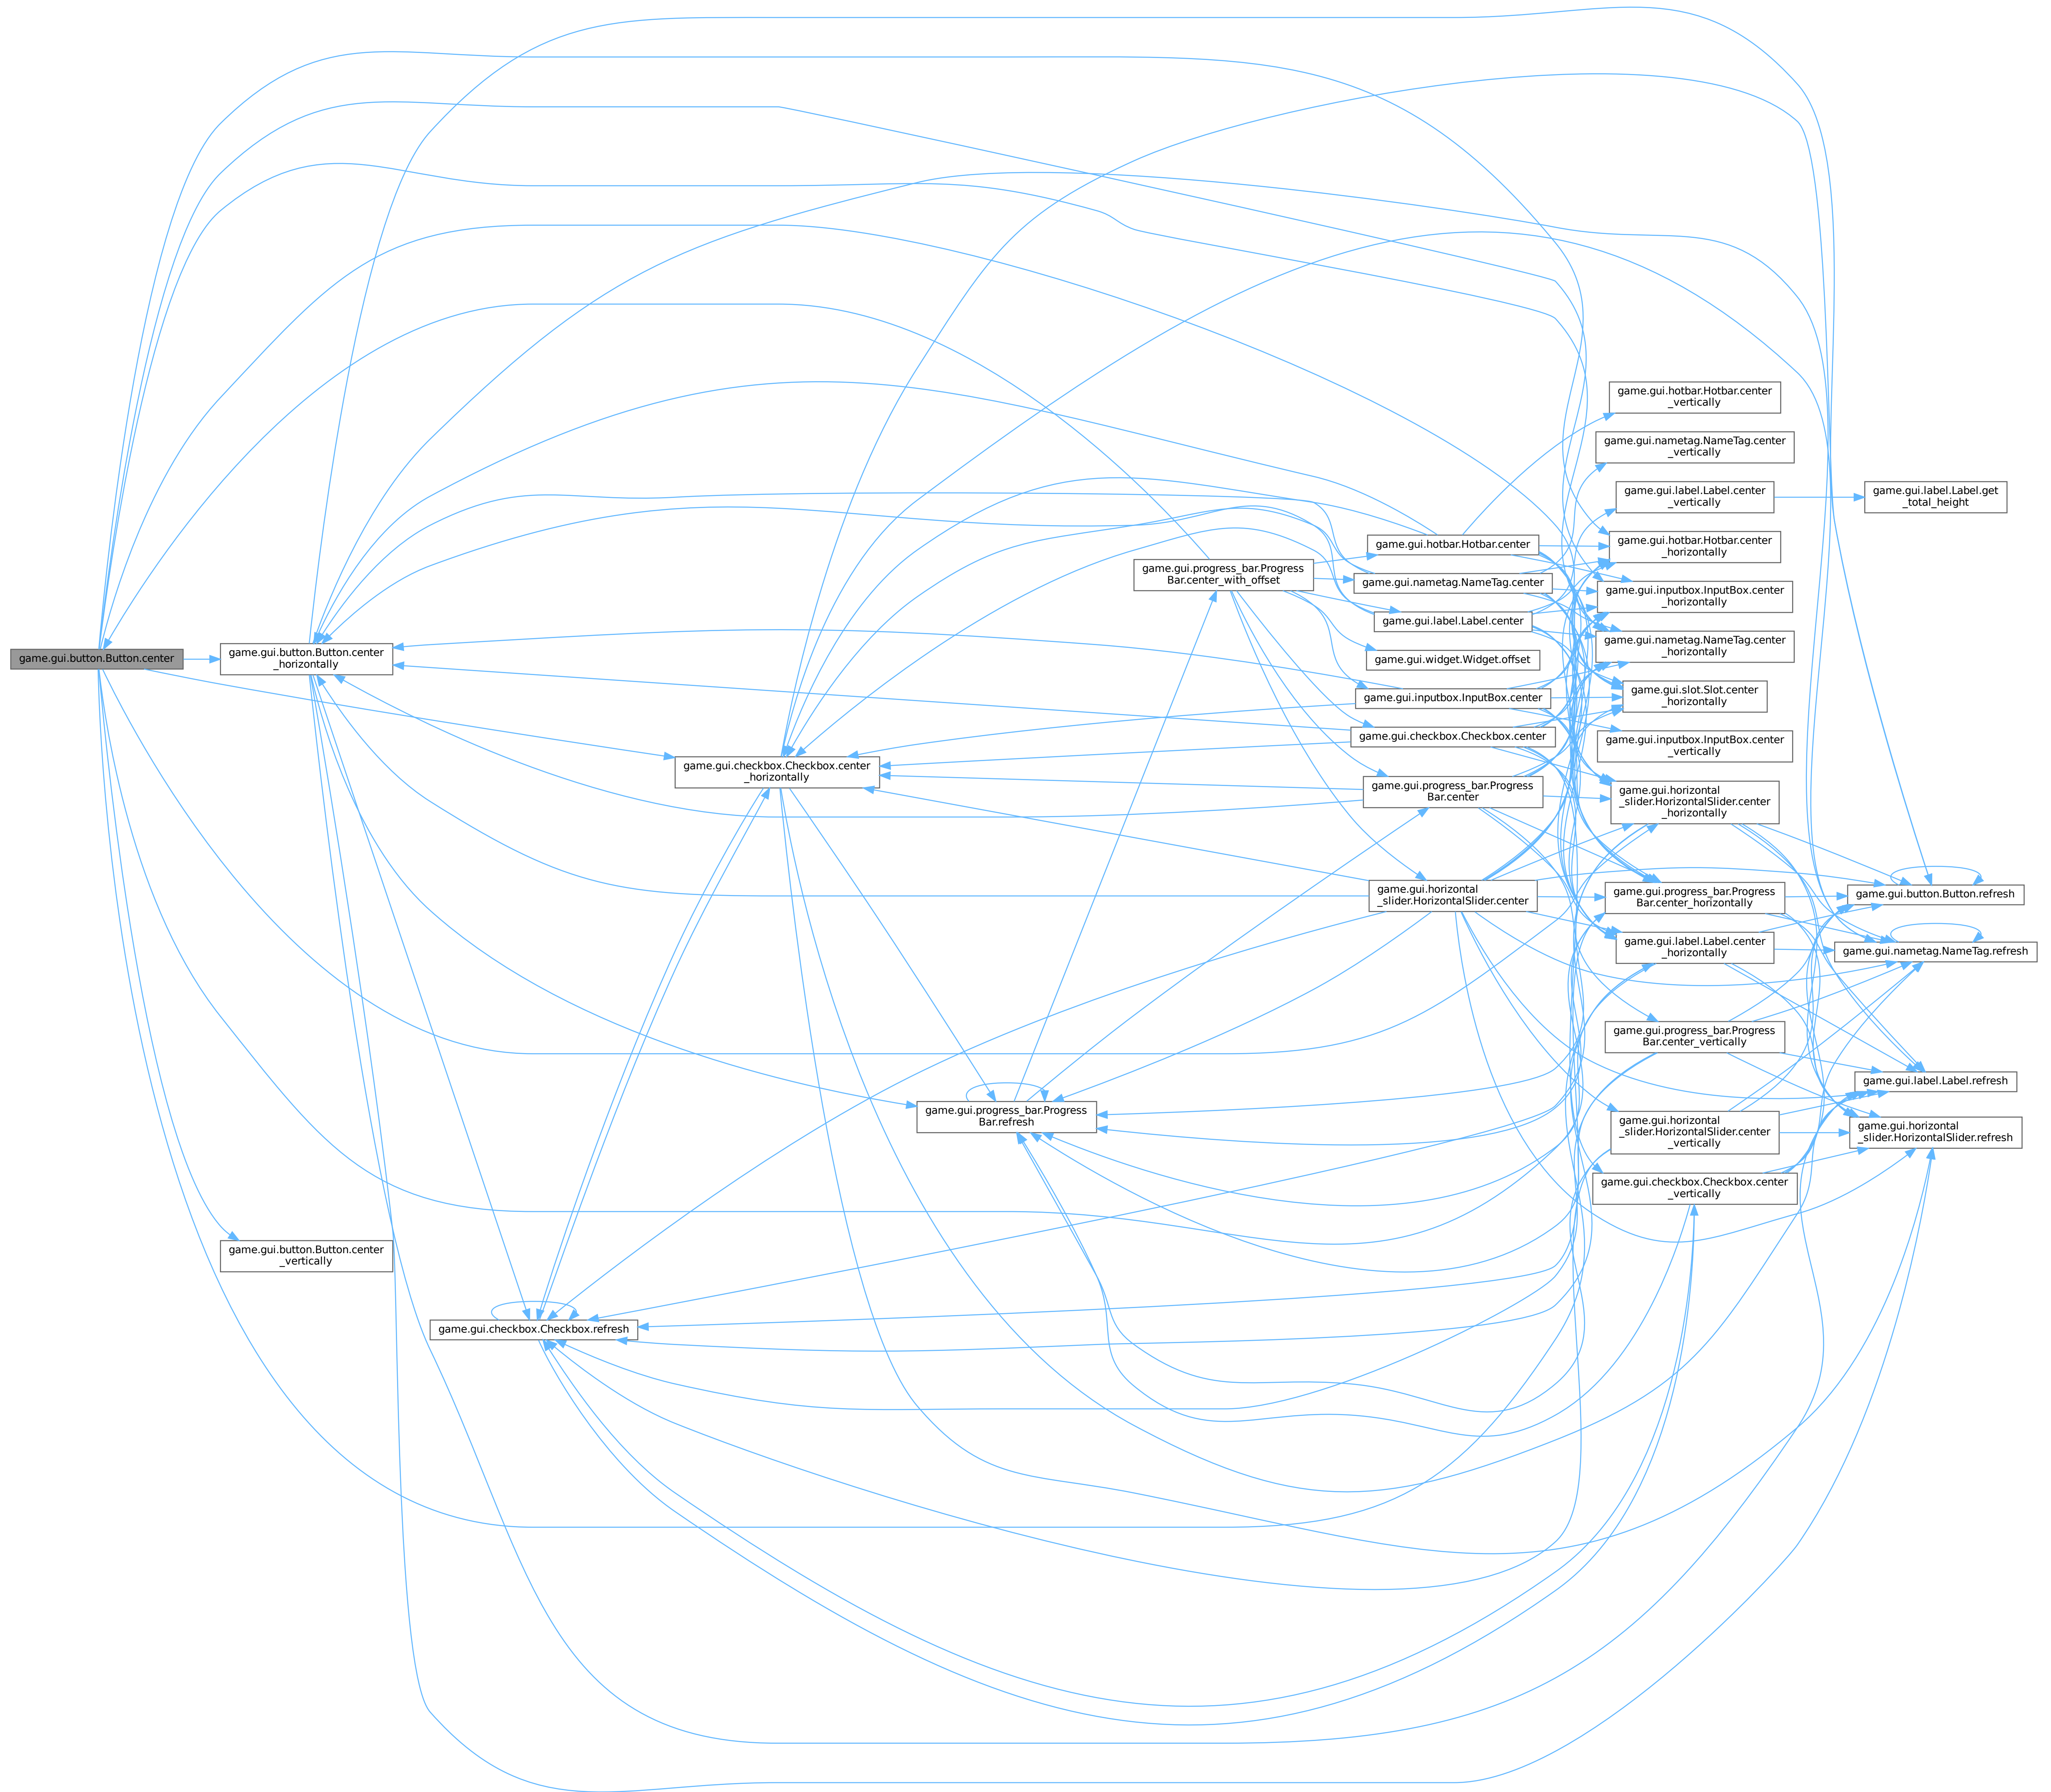 game.gui.button.Button.center
game.gui.button.Button.center
_horizontally
game.gui.button.Button.center
_vertically
game.gui.checkbox.Checkbox.refresh
game.gui.checkbox.Checkbox.center
_horizontally
game.gui.progress_bar.Progress
Bar.refresh
game.gui.progress_bar.Progress
Bar.center_with_offset
game.gui.hotbar.Hotbar.center
game.gui.nametag.NameTag.center
game.gui.label.Label.center
game.gui.widget.Widget.offset
game.gui.inputbox.InputBox.center
game.gui.checkbox.Checkbox.center
game.gui.progress_bar.Progress
Bar.center
game.gui.horizontal
_slider.HorizontalSlider.center
game.gui.hotbar.Hotbar.center
_vertically
game.gui.nametag.NameTag.center
_vertically
game.gui.label.Label.center
_vertically
game.gui.hotbar.Hotbar.center
_horizontally
game.gui.inputbox.InputBox.center
_horizontally
game.gui.nametag.NameTag.center
_horizontally
game.gui.slot.Slot.center
_horizontally
game.gui.inputbox.InputBox.center
_vertically
game.gui.horizontal
_slider.HorizontalSlider.center
_horizontally
game.gui.progress_bar.Progress
Bar.center_horizontally
game.gui.label.Label.center
_horizontally
game.gui.progress_bar.Progress
Bar.center_vertically
game.gui.horizontal
_slider.HorizontalSlider.center
_vertically
game.gui.checkbox.Checkbox.center
_vertically
game.gui.label.Label.get
_total_height
game.gui.button.Button.refresh
game.gui.nametag.NameTag.refresh
game.gui.label.Label.refresh
game.gui.horizontal
_slider.HorizontalSlider.refresh